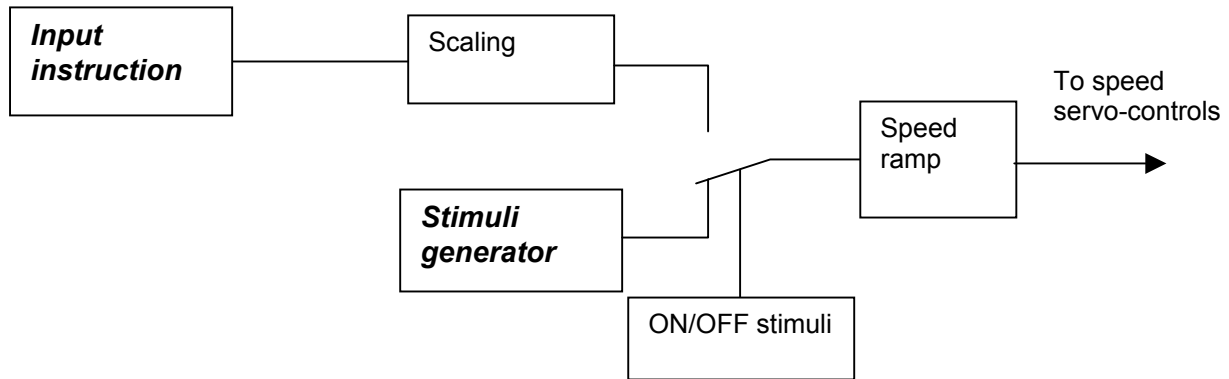 Input
instruction
Scaling
To speed
servo-controls
Speed
ramp
Stimuli
generator
ON/OFF stimuli